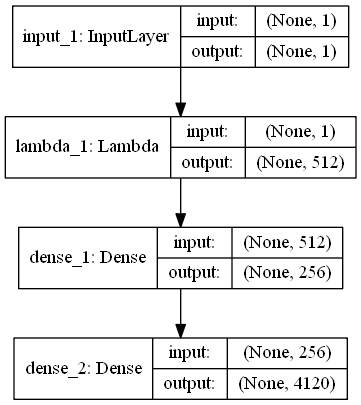 input_1: InputLayer
input: (None, 1)
output: (None, 1)
lambda_1: Lambda
input: (None, 1)
output: (None, 512)
dense_1: Dense
input: (None, 512)
output: (None, 256)
dense_2: Dense
input: (None, 256)
output: (None, 4120)